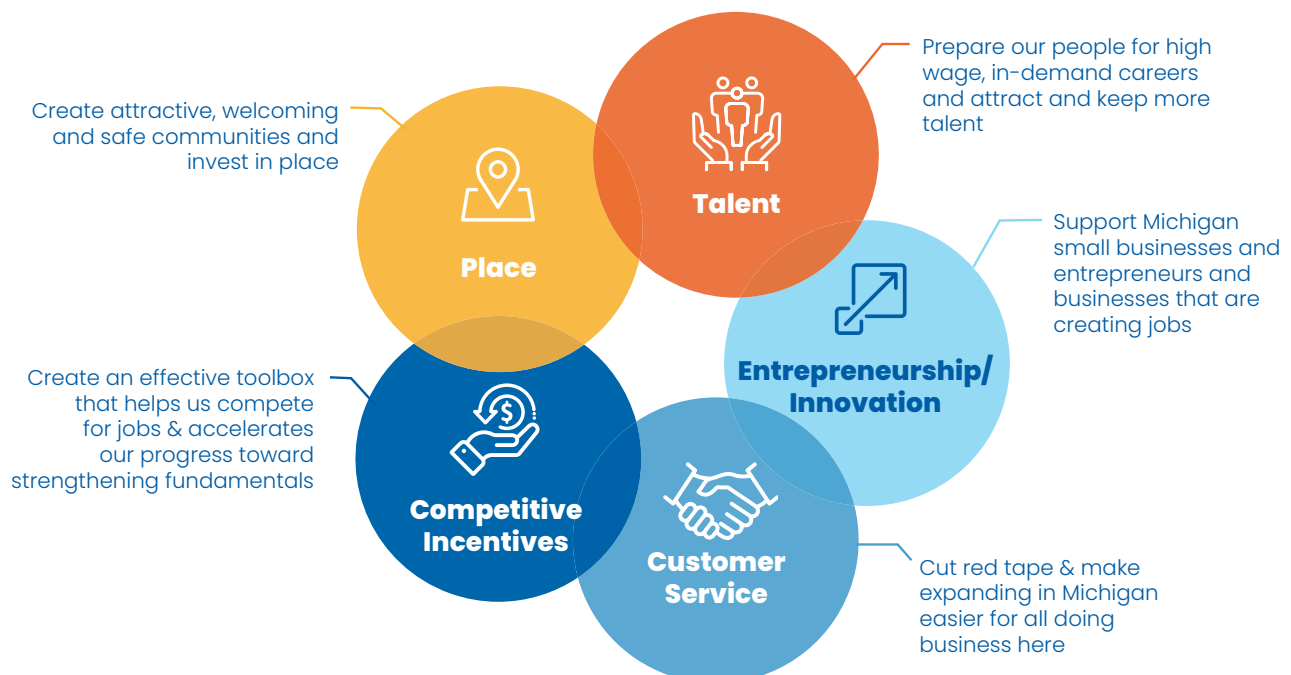 Create attractive, welcoming
and safe communities and
invest in place
Place
Prepare our people for high
wage, in-demand careers
and attract and keep more
talent
Talent
Support Michigan
small businesses and
entrepreneurs and
businesses that are
creating jobs
Entrepreneurship/
Innovation
Create an effective toolbox
that helps us compete
for jobs & accelerates
our progress toward
strengthening fundamentals
$
Competitive
Incentives
Customer
Service
Cut red tape & make
expanding in Michigan
easier for all doing
business here